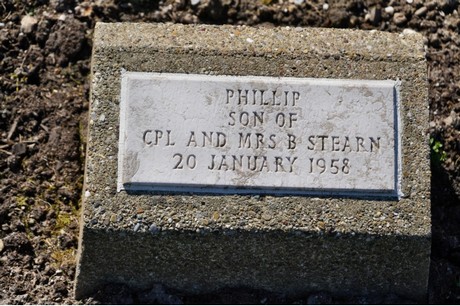 PHILLIP
SON OF
CPL AND MRS B STEARN
20 JANUARY 1958